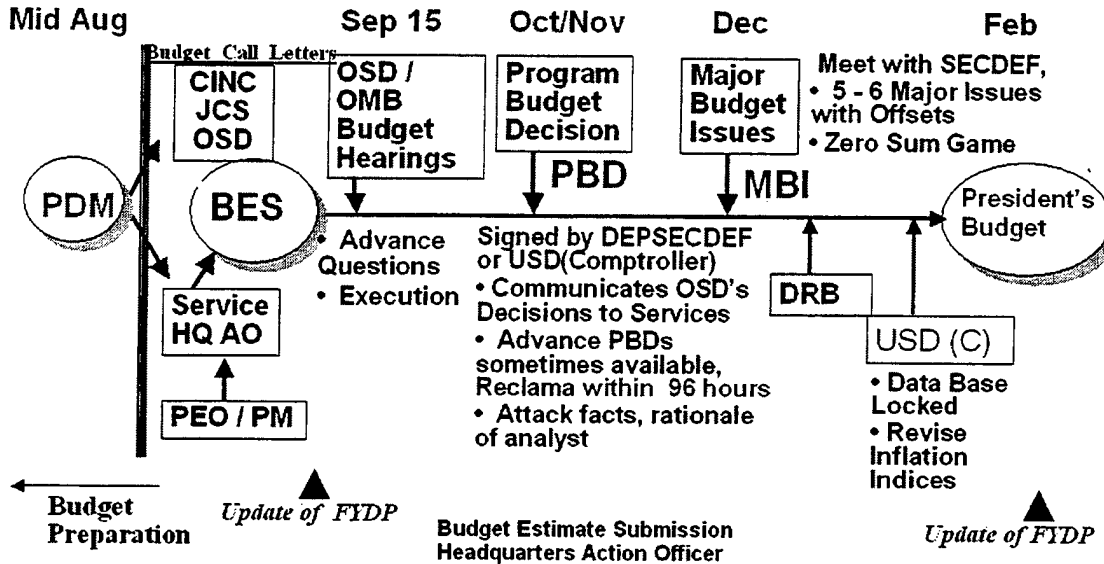 Mid Aug
Sep 15
Oct/Nov
Dec
Feb
Budget Call Letters
CINC
JCS
OSD
OSD /
OMB
Budget
Hearings
Program
Budget
Decision
Major
Budget
Issues
Meet with SECDEF,
• 5 - 6 Major Issues
with Offsets
• Zero Sum Game
PDM
BES
PBD
MBI
President's
Budget
• Advance
Questions
• Execution
Signed by DEPSECDEF
or USD(Comptroller)
• Communicates OSD's
Decisions to Services
• Advance PBDs
sometimes available,
Reclama within 96 hours
• Attack facts, rationale
of analyst
DRB
USD (C)
• Data Base
Locked
• Revise
Inflation
Indices
Service
HQ AO
PEO / PM
Budget
Preparation
Update of FYDP
Budget Estimate Submission
Headquarters Action Officer
Update of FYDP